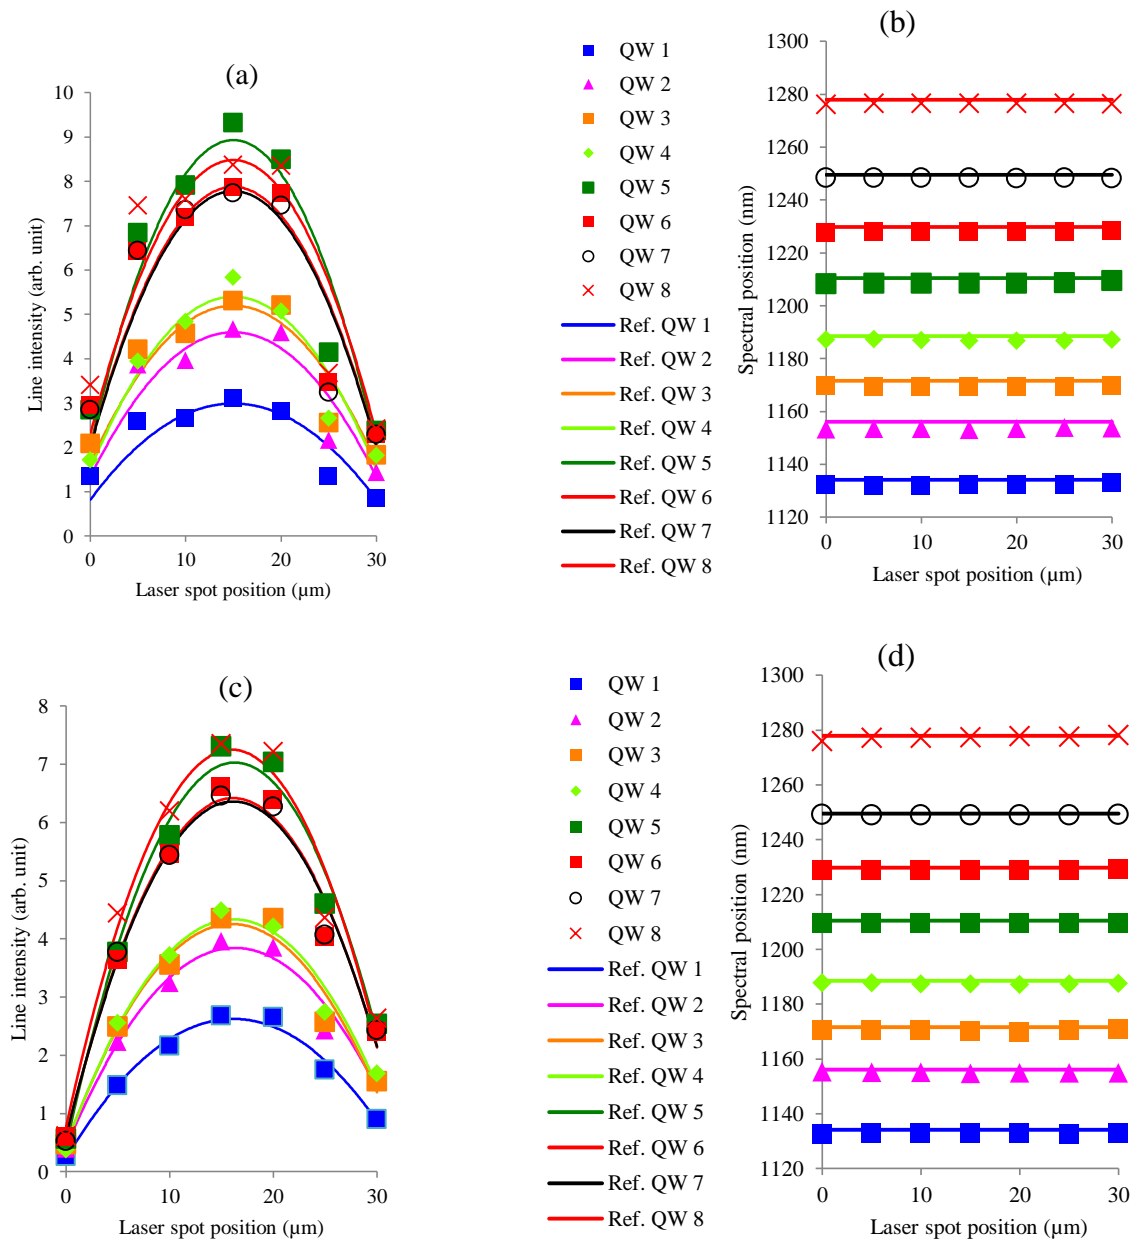 (a)
Line intensity (arb. unit)
10
9
8
7
6
5
4
3
2
1
0
0 10 20 30
Laser spot position (µm)
QW 1
QW 2
QW 3
QW 4
QW 5
QW 6
QW 7
QW 8
Ref. QW 1
Ref. QW 2
Ref. QW 3
Ref. QW 4
Ref. QW 5
Ref. QW 6
Ref. QW 7
Ref. QW 8
(b)
Spectral position (nm)
1300
1280
1260
1240
1220
1200
1180
1160
1140
1120
0 10 20 30
Laser spot position (µm)
(c)
Line intensity (arb. unit)
8
7
6
5
4
3
2
1
0
0 10 20 30
Laser spot position (µm)
QW 1
QW 2
QW 3
QW 4
QW 5
QW 6
QW 7
QW 8
Ref. QW 1
Ref. QW 2
Ref. QW 3
Ref. QW 4
Ref. QW 5
Ref. QW 6
Ref. QW 7
Ref. QW 8
(d)
Spectral position (nm)
1300
1280
1260
1240
1220
1200
1180
1160
1140
1120
0 10 20 30
Laser spot position (µm)